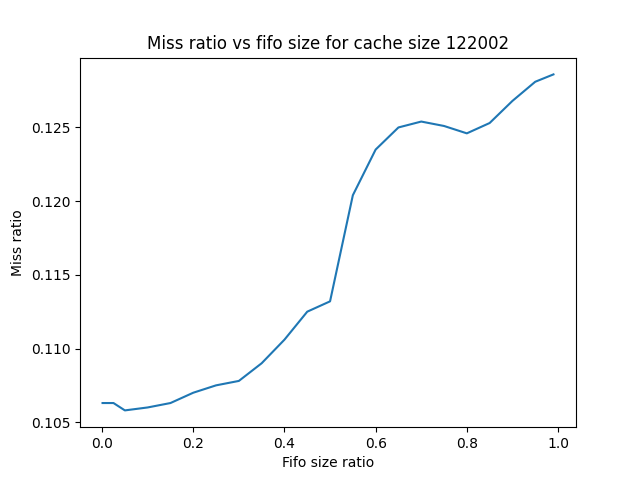 Miss ratio vs fifo size for cache size 122002
Miss ratio
0.125
0.120
0.115
0.110
0.105
0.0 0.2 0.4 0.6 0.8 1.0
Fifo size ratio